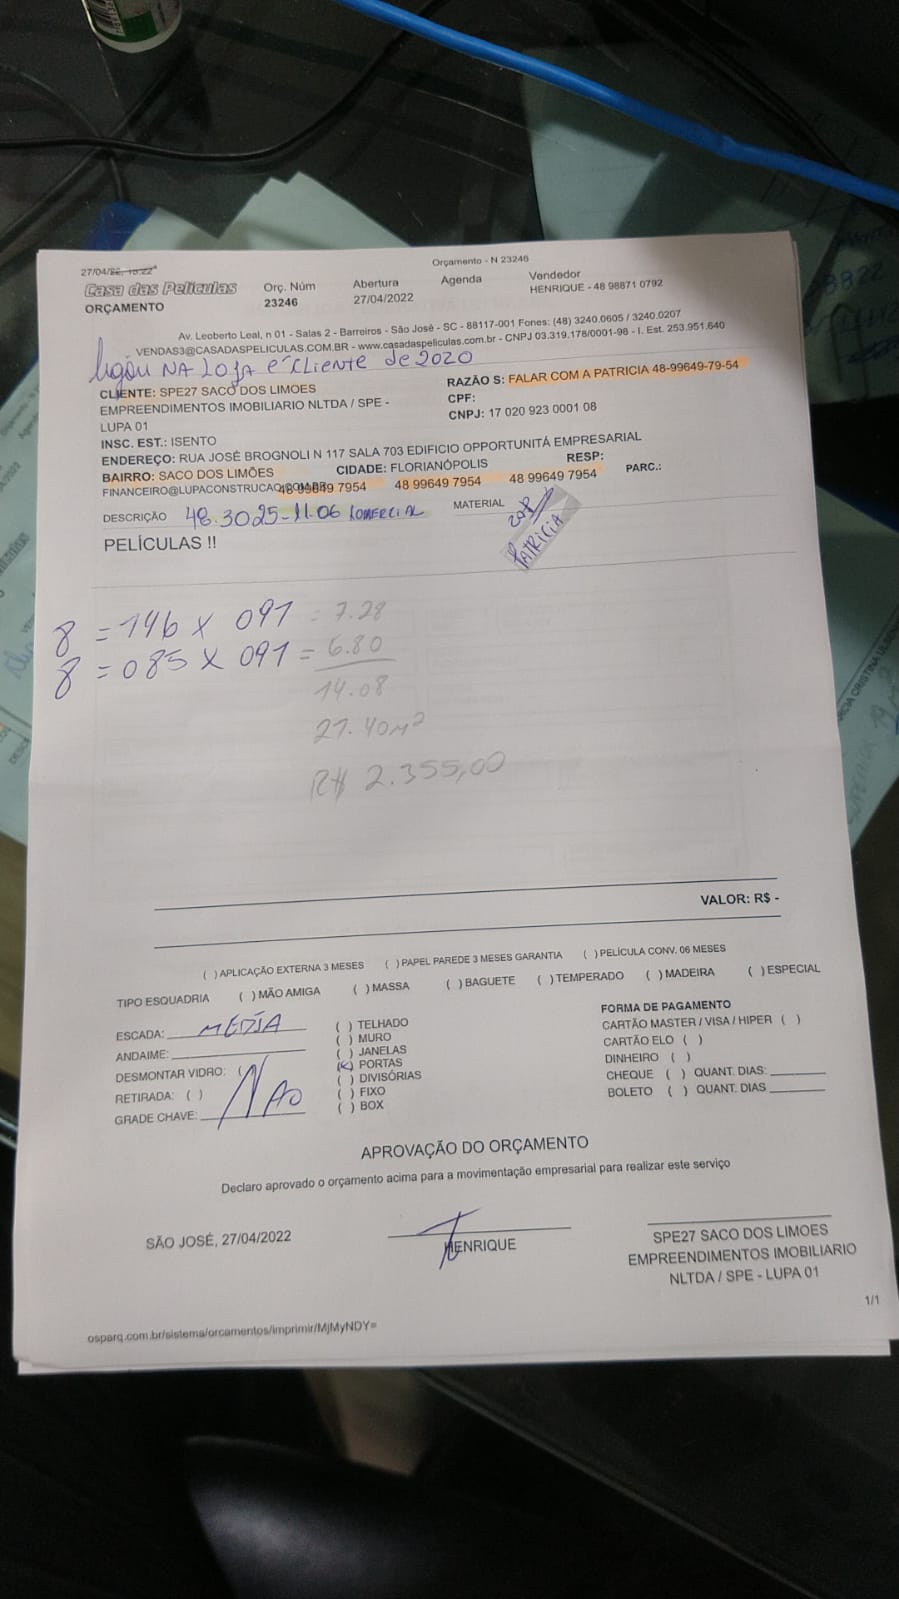 Orçamento - N 23246
27/04/22, 15:22
Casa das Películas
ORÇAMENTO
Orç. Núm
23246
Abertura
27/04/2022
Agenda
Vendedor
HENRIQUE - 48 98871 0792
Av. Leoberto Leal, n 01 - Salas 2 - Barreiros - São José - SC - 88117-001 Fones: (48) 3240.0605 / 3240.0207
VENDAS3@CASADASPELICULAS.COM.BR - www.casadaspeliculas.com.br - CNPJ 03.319.178/0001-98 - I. Est. 253.951.640
ligou NA LOJA é CLiente de 2020
CLIENTE: SPE27 SACO DOS LIMOES
EMPREENDIMENTOS IMOBILIARIO NLTDA / SPE -
LUPA 01
RAZÃO S: FALAR COM A PATRICIA 48-99649-79-54
CPF:
CNPJ: 17 020 923 0001 08
INSC. EST.: ISENTO
ENDEREÇO: RUA JOSÉ BROGNOLI N 117 SALA 703 EDIFICIO OPPORTUNITÁ EMPRESARIAL
BAIRRO: SACO DOS LIMÕES CIDADE: FLORIANÓPOLIS RESP: PARC.:
FINANCEIRO@LUPACONSTRUCAO.COM.BR 48 99649 7954 48 99649 7954 48 99649 7954
DESCRIÇÃO 48.3025-11.06 COMERCIAL MATERIAL
PATRICIA
PELÍCULAS !!
8 = 146 x 091 = 7.28
8 = 085 x 091 = 6.80
14.08
21.40M²
R$ 2.355,00
VALOR: R$ -
( ) APLICAÇÃO EXTERNA 3 MESES ( ) PAPEL PAREDE 3 MESES GARANTIA ( ) PELÍCULA CONV. 06 MESES
TIPO ESQUADRIA ( ) MÃO AMIGA ( ) MASSA ( ) BAGUETE ( ) TEMPERADO ( ) MADEIRA ( ) ESPECIAL
ESCADA: MEDÍA
ANDAIME:
DESMONTAR VIDRO: (
RETIRADA: ( )
GRADE CHAVE:
NAO
( ) TELHADO
( ) MURO
( ) JANELAS
(X) PORTAS
( ) DIVISÓRIAS
( ) FIXO
( ) BOX
FORMA DE PAGAMENTO
CARTÃO MASTER / VISA / HIPER ( )
CARTÃO ELO ( )
DINHEIRO ( )
CHEQUE ( ) QUANT. DIAS:
BOLETO ( ) QUANT. DIAS
APROVAÇÃO DO ORÇAMENTO
Declaro aprovado o orçamento acima para a movimentação empresarial para realizar este serviço
SÃO JOSÉ, 27/04/2022
HENRIQUE
SPE27 SACO DOS LIMOES
EMPREENDIMENTOS IMOBILIARIO
NLTDA / SPE - LUPA 01
1/1
osparq.com.br/sistema/orcamentos/imprimir/MjMyNDY=